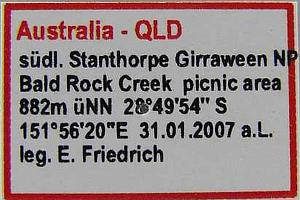 Australia - QLD
südl. Stanthorpe Girraween NP
Bald Rock Creek picnic area
882m üNN 28°49'54" S
151°56'20"E 31.01.2007 a.L.
leg. E. Friedrich